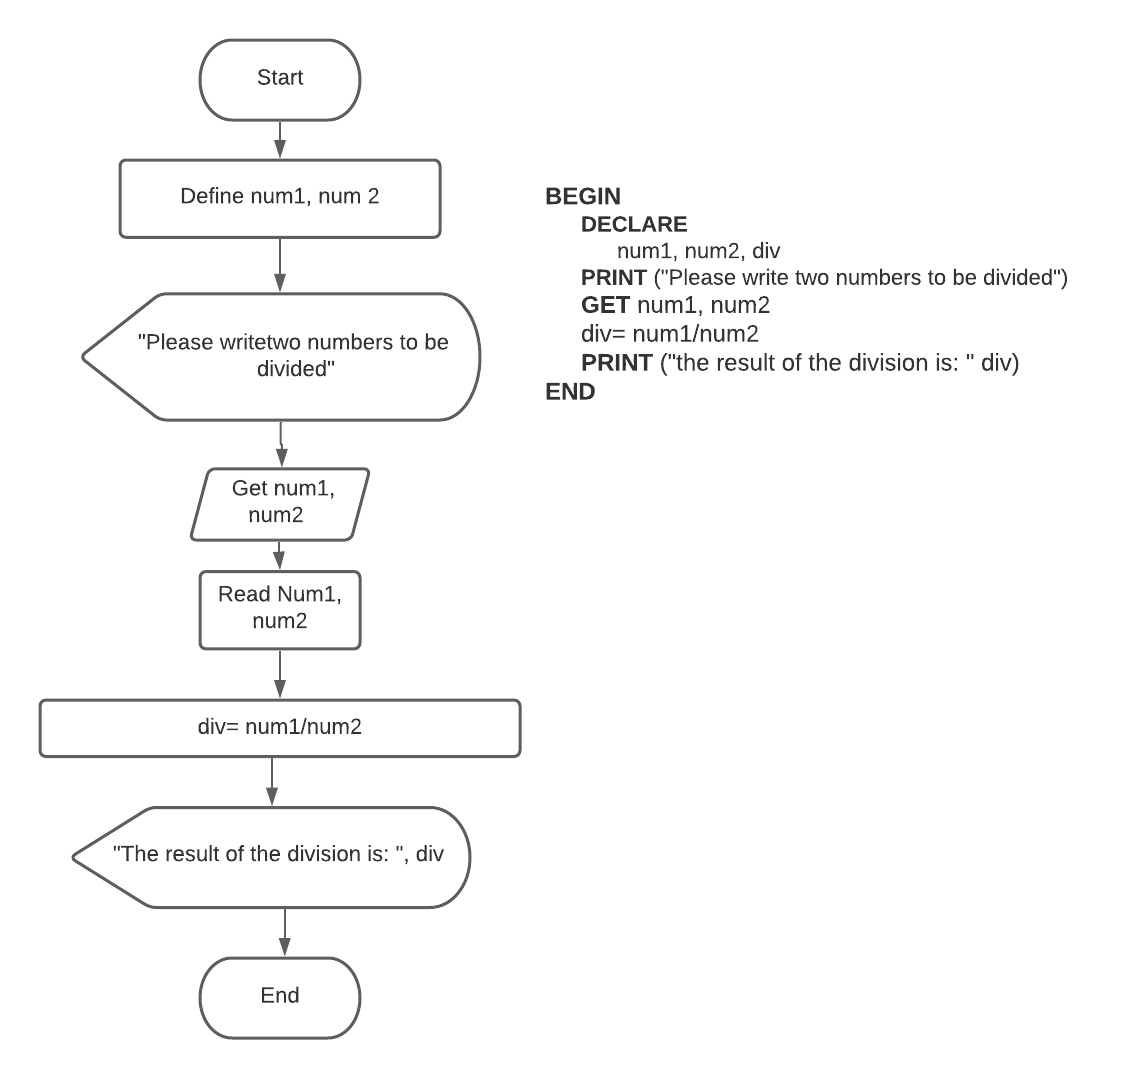 Start
Define num1, num 2
"Please writetwo numbers to be
divided"
Get num1,
num2
Read Num1,
num2
div= num1/num2
"The result of the division is: ", div
End
BEGIN
DECLARE
num1, num2, div
PRINT ("Please write two numbers to be divided")
GET num1, num2
div= num1/num2
PRINT ("the result of the division is: " div)
END